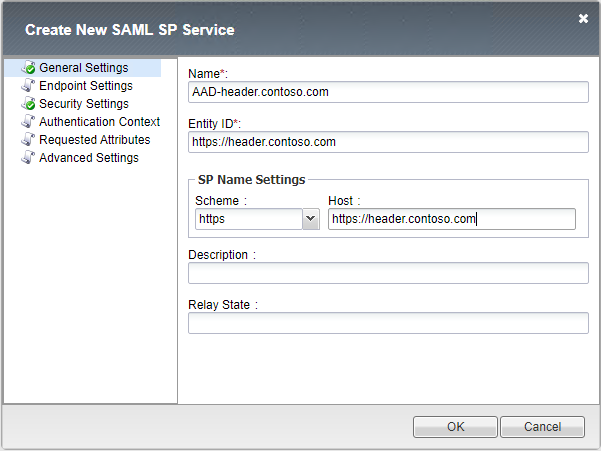 Create New SAML SP Service
General Settings
Endpoint Settings
Security Settings
Authentication Context
Requested Attributes
Advanced Settings
Name*:
AAD-header.contoso.com
Entity ID*:
https://header.contoso.com
SP Name Settings
Scheme : Host :
https https://header.contoso.com
Description :
Relay State :
OK Cancel